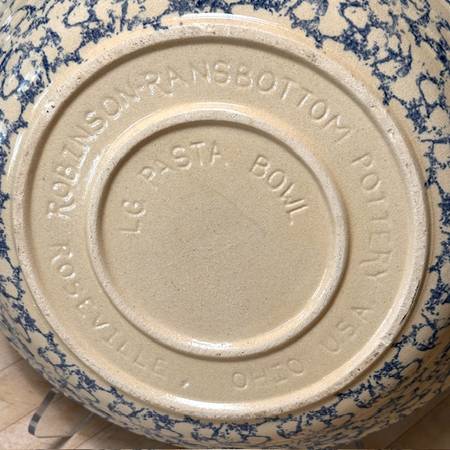 ROBINSON-RANSBOTTOM POTTERY
ROSEVILLE, OHIO USA
LG PASTA BOWL